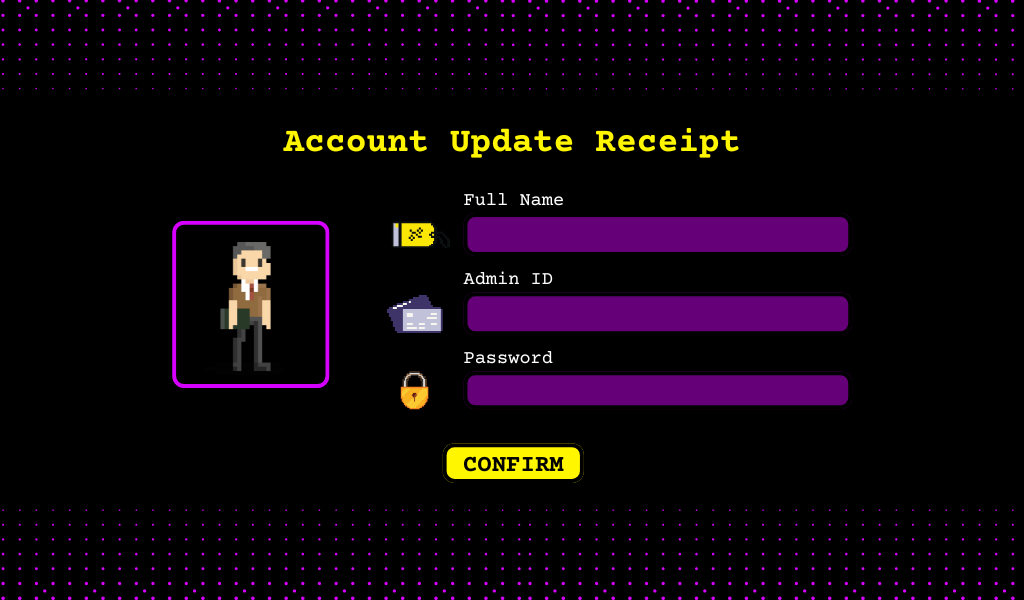 Account Update Receipt
Full Name
Admin ID
Password
CONFIRM